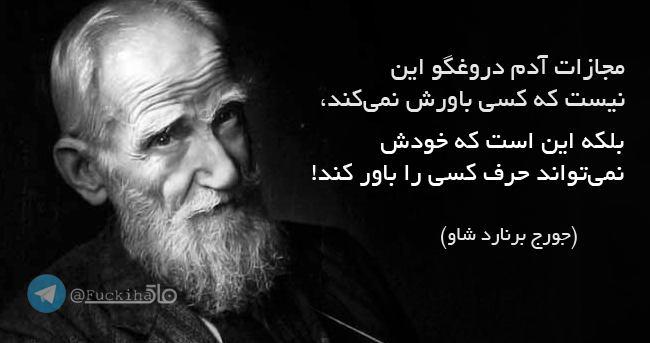 مجازات آدم دروغگو این
نیست که کسی باورش نمی‌کند،
بلکه این است که خودش
نمی‌تواند حرف کسی را باور کند!
(جورج برنارد شاو)
@Fuckiha